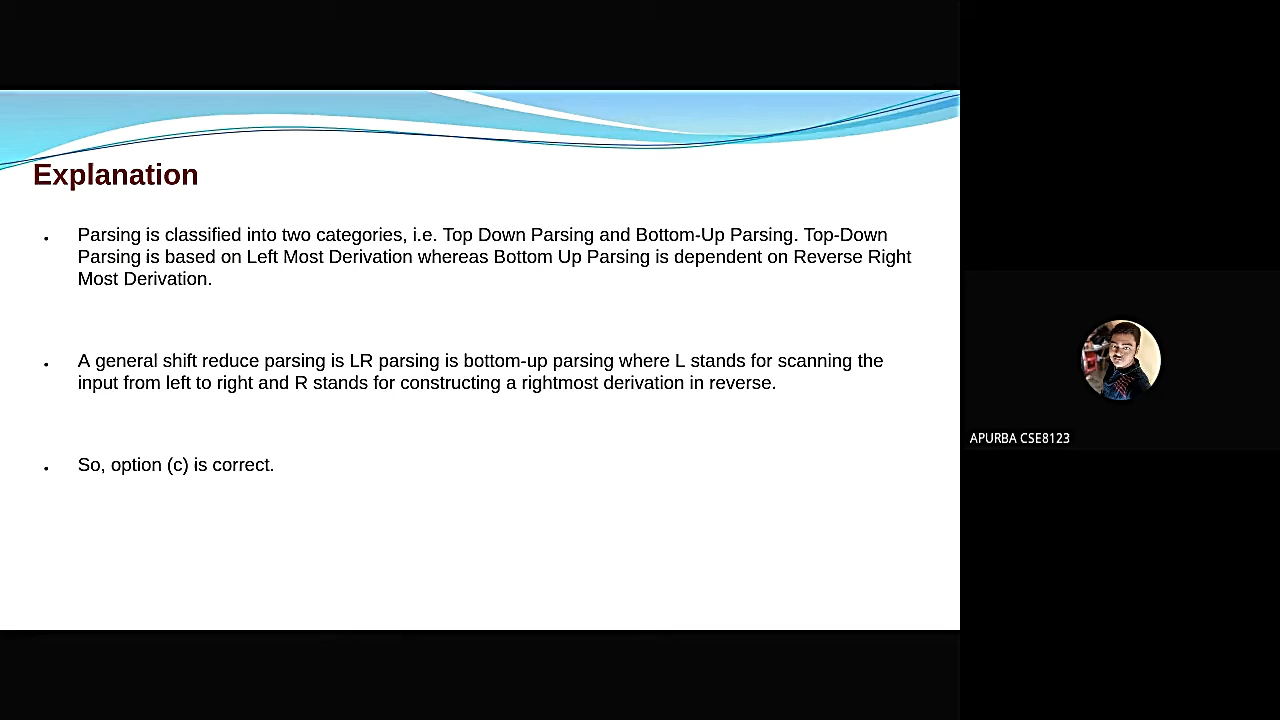 Explanation
Parsing is classified into two categories, i.e. Top Down Parsing and Bottom-Up Parsing. Top-Down
Parsing is based on Left Most Derivation whereas Bottom Up Parsing is dependent on Reverse Right
Most Derivation.
A general shift reduce parsing is LR parsing is bottom-up parsing where L stands for scanning the
input from left to right and R stands for constructing a rightmost derivation in reverse.
So, option (c) is correct.
APURBA CSE8123